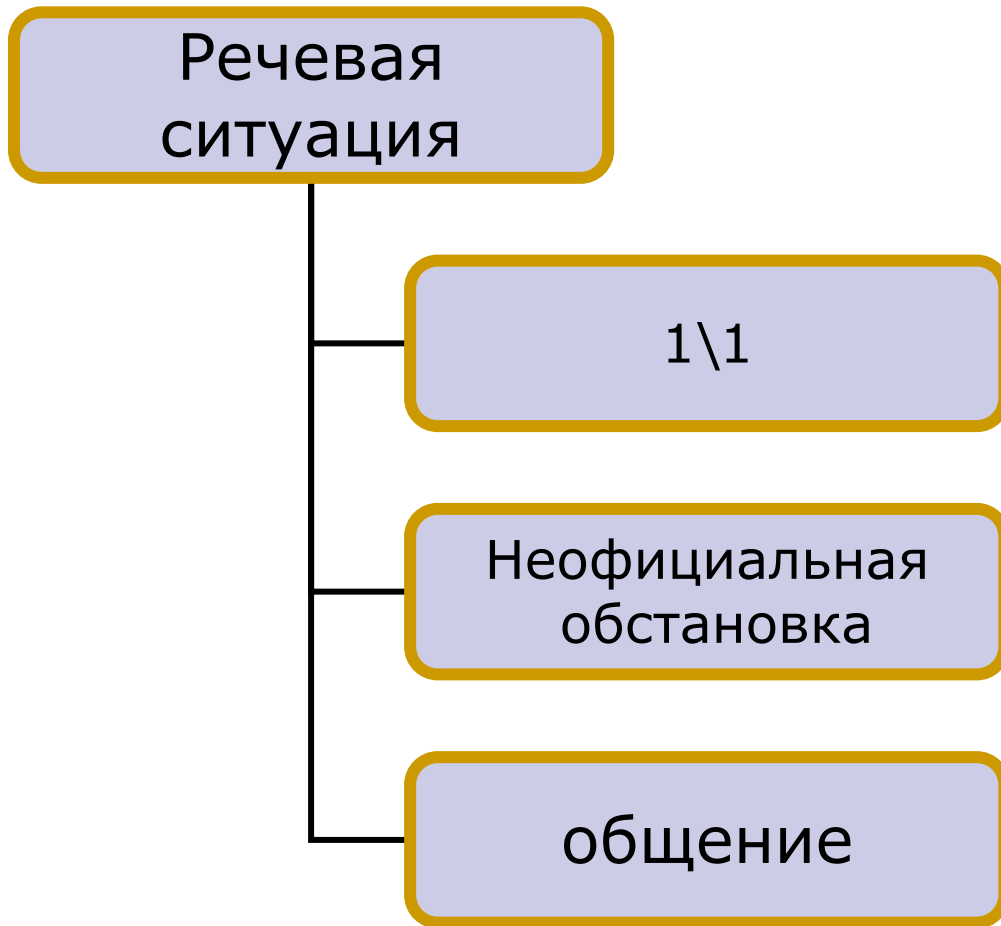 Речевая
ситуация
1\1
Неофициальная
обстановка
общение